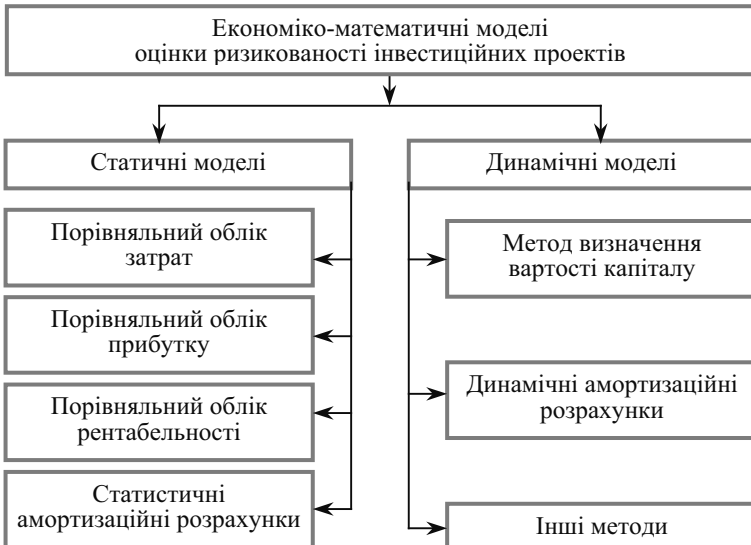 Економіко-математичні моделі
оцінки ризикованості інвестиційних проектів
Статичні моделі
Динамічні моделі
Порівняльний облік
затрат
Порівняльний облік
прибутку
Порівняльний облік
рентабельності
Статистичні
амортизаційні розрахунки
Метод визначення
вартості капіталу
Динамічні амортизаційні
розрахунки
Інші методи